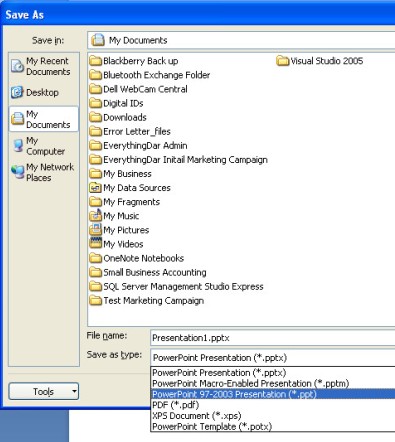 Save As
Save in:
My Documents
My Recent
Documents
Desktop
My
Documents
My
Computer
My Network
Places
Blackberry Back up
Bluetooth Exchange Folder
Dell WebCam Central
Digital IDs
Downloads
Error Letter_files
EverythingDar Admin
EverythingDar Initail Marketing Campaign
My Business
My Data Sources
My Fragments
My Music
My Pictures
My Videos
OneNote Notebooks
Small Business Accounting
SQL Server Management Studio Express
Test Marketing Campaign
Visual Studio 2005
File name:
Presentation1.pptx
Save as type:
PowerPoint Presentation (*.pptx)
PowerPoint Presentation (*.pptx)
PowerPoint Macro-Enabled Presentation (*.pptm)
PowerPoint 97-2003 Presentation (*.ppt)
PDF (*.pdf)
XPS Document (*.xps)
PowerPoint Template (*.potx)
Tools